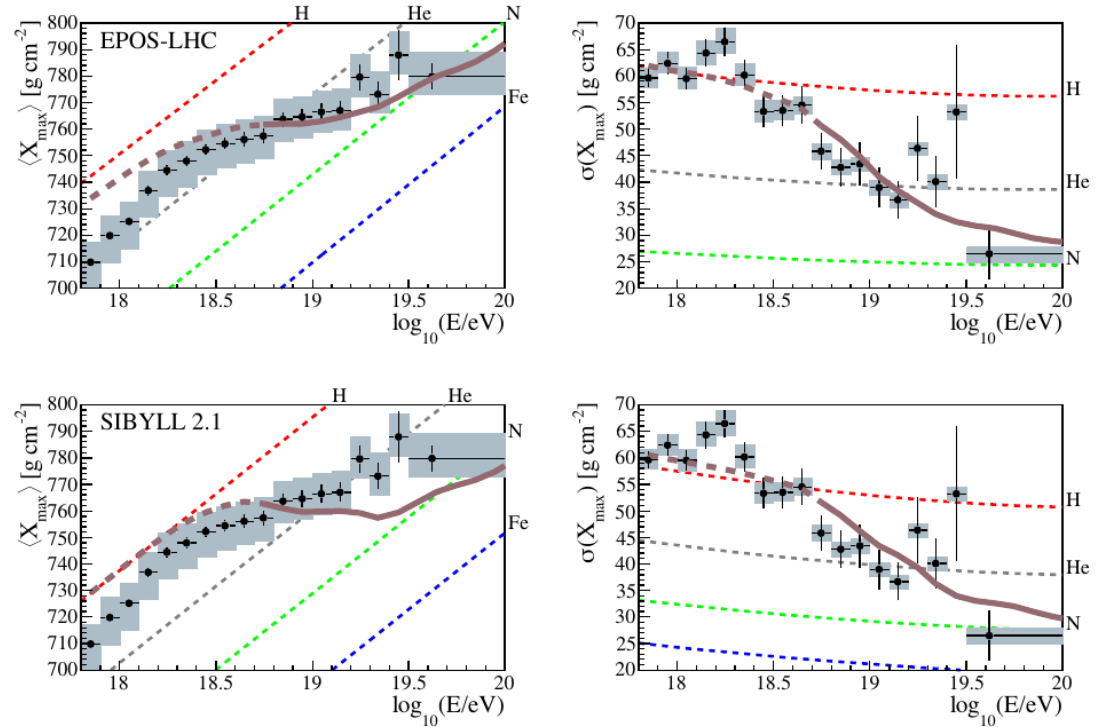 H He N
800
790
780
770
760
750
740
730
720
710
700
EPOS-LHC
Fe
⟨X_max⟩ [g cm⁻²]
18 18.5 19 19.5 20
log₁₀(E/eV)
70
65
60
55
50
45
40
35
30
25
20
H
He
N
σ(X_max) [g cm⁻²]
18 18.5 19 19.5 20
log₁₀(E/eV)
H He
800
790
780
770
760
750
740
730
720
710
700
SIBYLL 2.1
N
Fe
⟨X_max⟩ [g cm⁻²]
18 18.5 19 19.5 20
log₁₀(E/eV)
70
65
60
55
50
45
40
35
30
25
20
H
He
N
σ(X_max) [g cm⁻²]
18 18.5 19 19.5 20
log₁₀(E/eV)